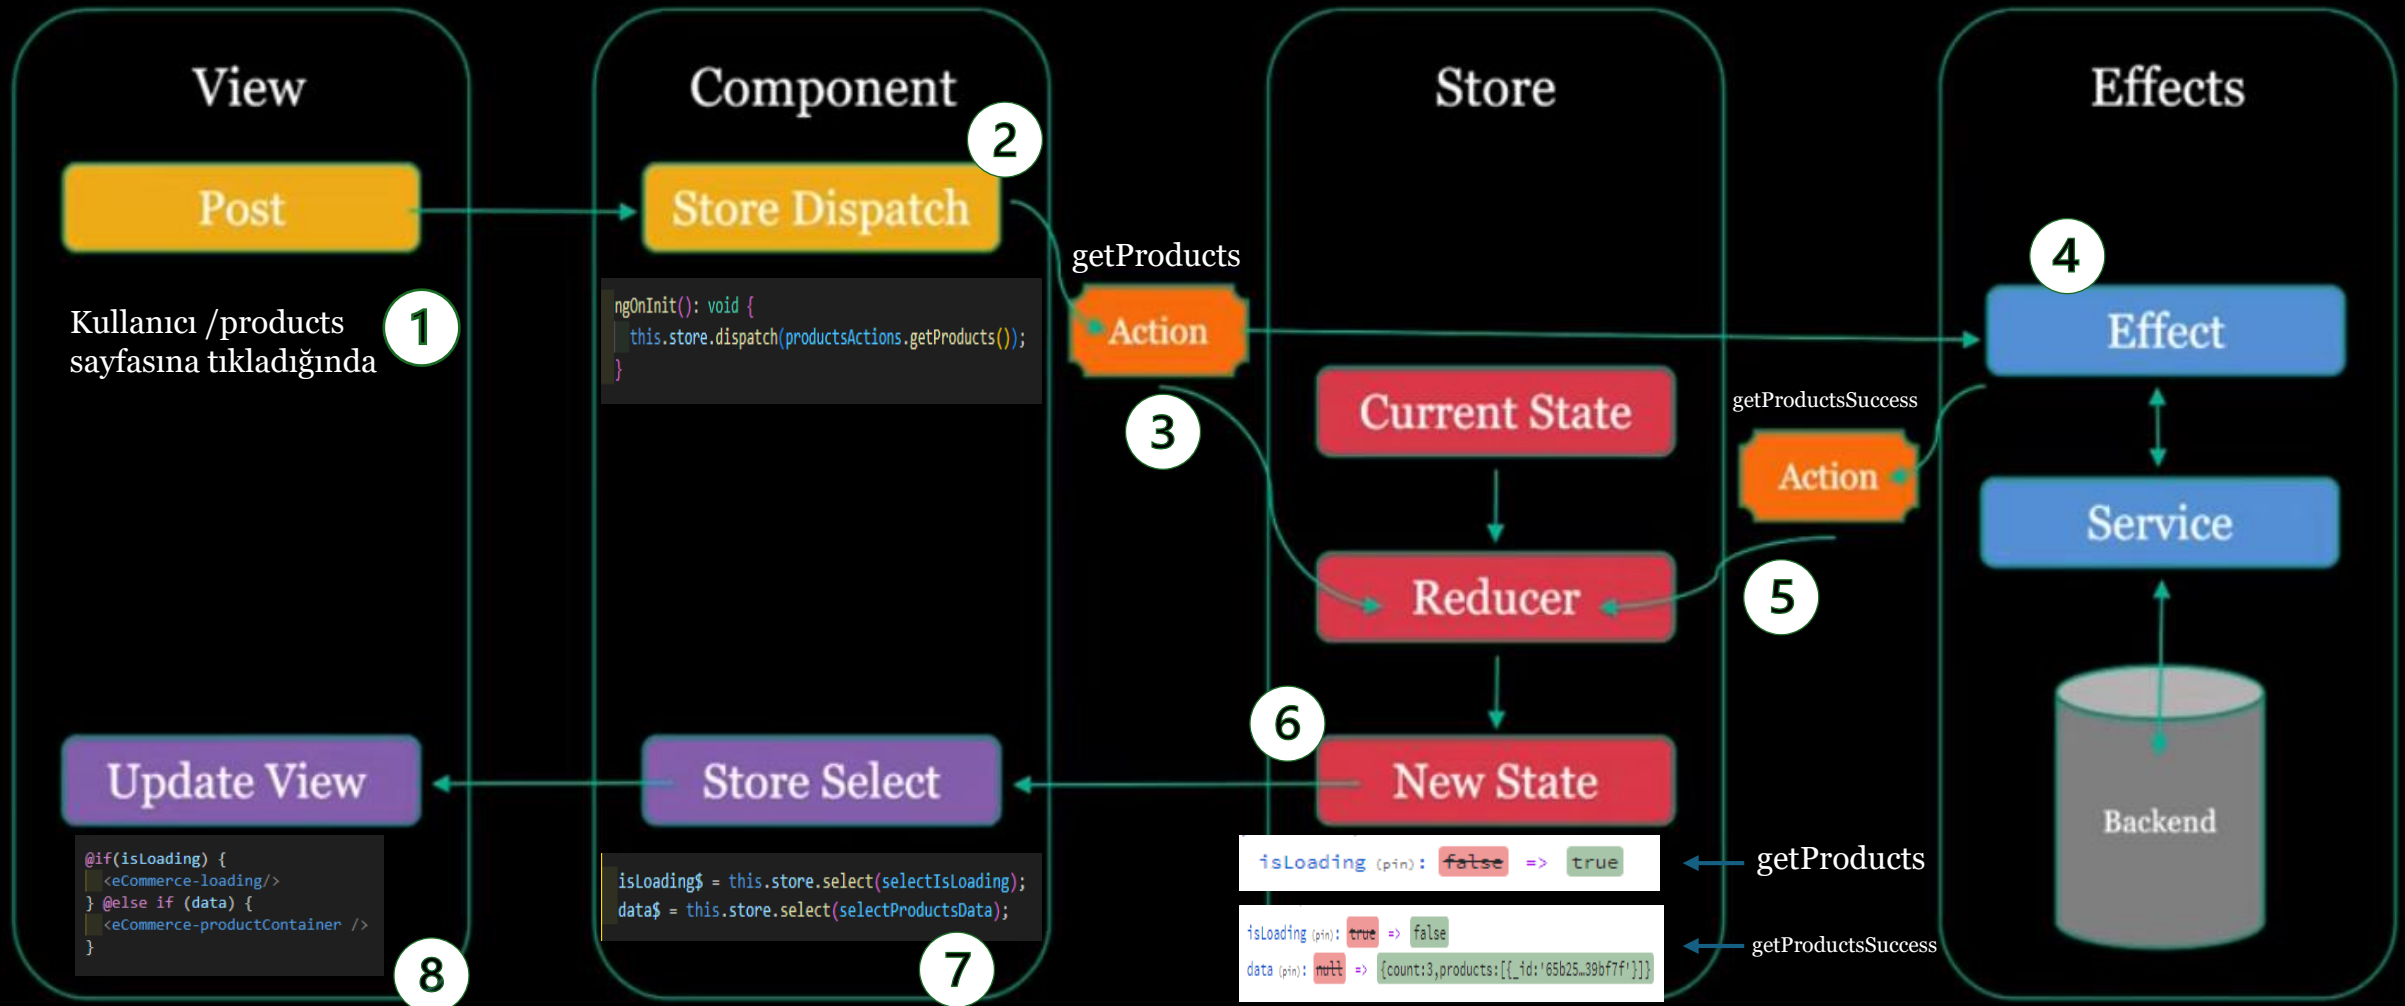 View
Post
1
Kullanıcı /products
sayfasına tıkladığında
Update View
@if(isLoading) {
<eCommerce-loading/>
} @else if (data) {
<eCommerce-productContainer />
}
8
Component
2
Store Dispatch
ngOnInit(): void {
this.store.dispatch(productsActions.getProducts());
}
Store Select
isLoading$ = this.store.select(selectIsLoading);
data$ = this.store.select(selectProductsData);
7
getProducts
Action
3
Store
Current State
Reducer
6
New State
isLoading (pin): false => true
getProducts
isLoading (pin): true => false
data (pin): null => {count:3,products:[{_id:'65b25…39bf7f'}]}
getProductsSuccess
getProductsSuccess
Action
5
Effects
4
Effect
Service
Backend